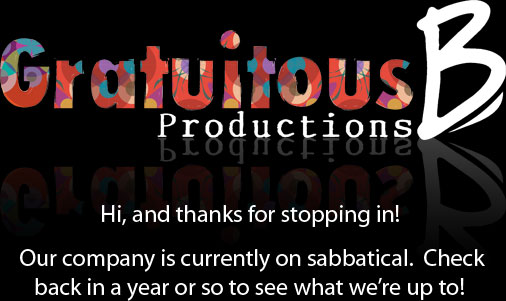 Gratuitous B
Productions
Hi, and thanks for stopping in!
Our company is currently on sabbatical.  Check
back in a year or so to see what we’re up to!